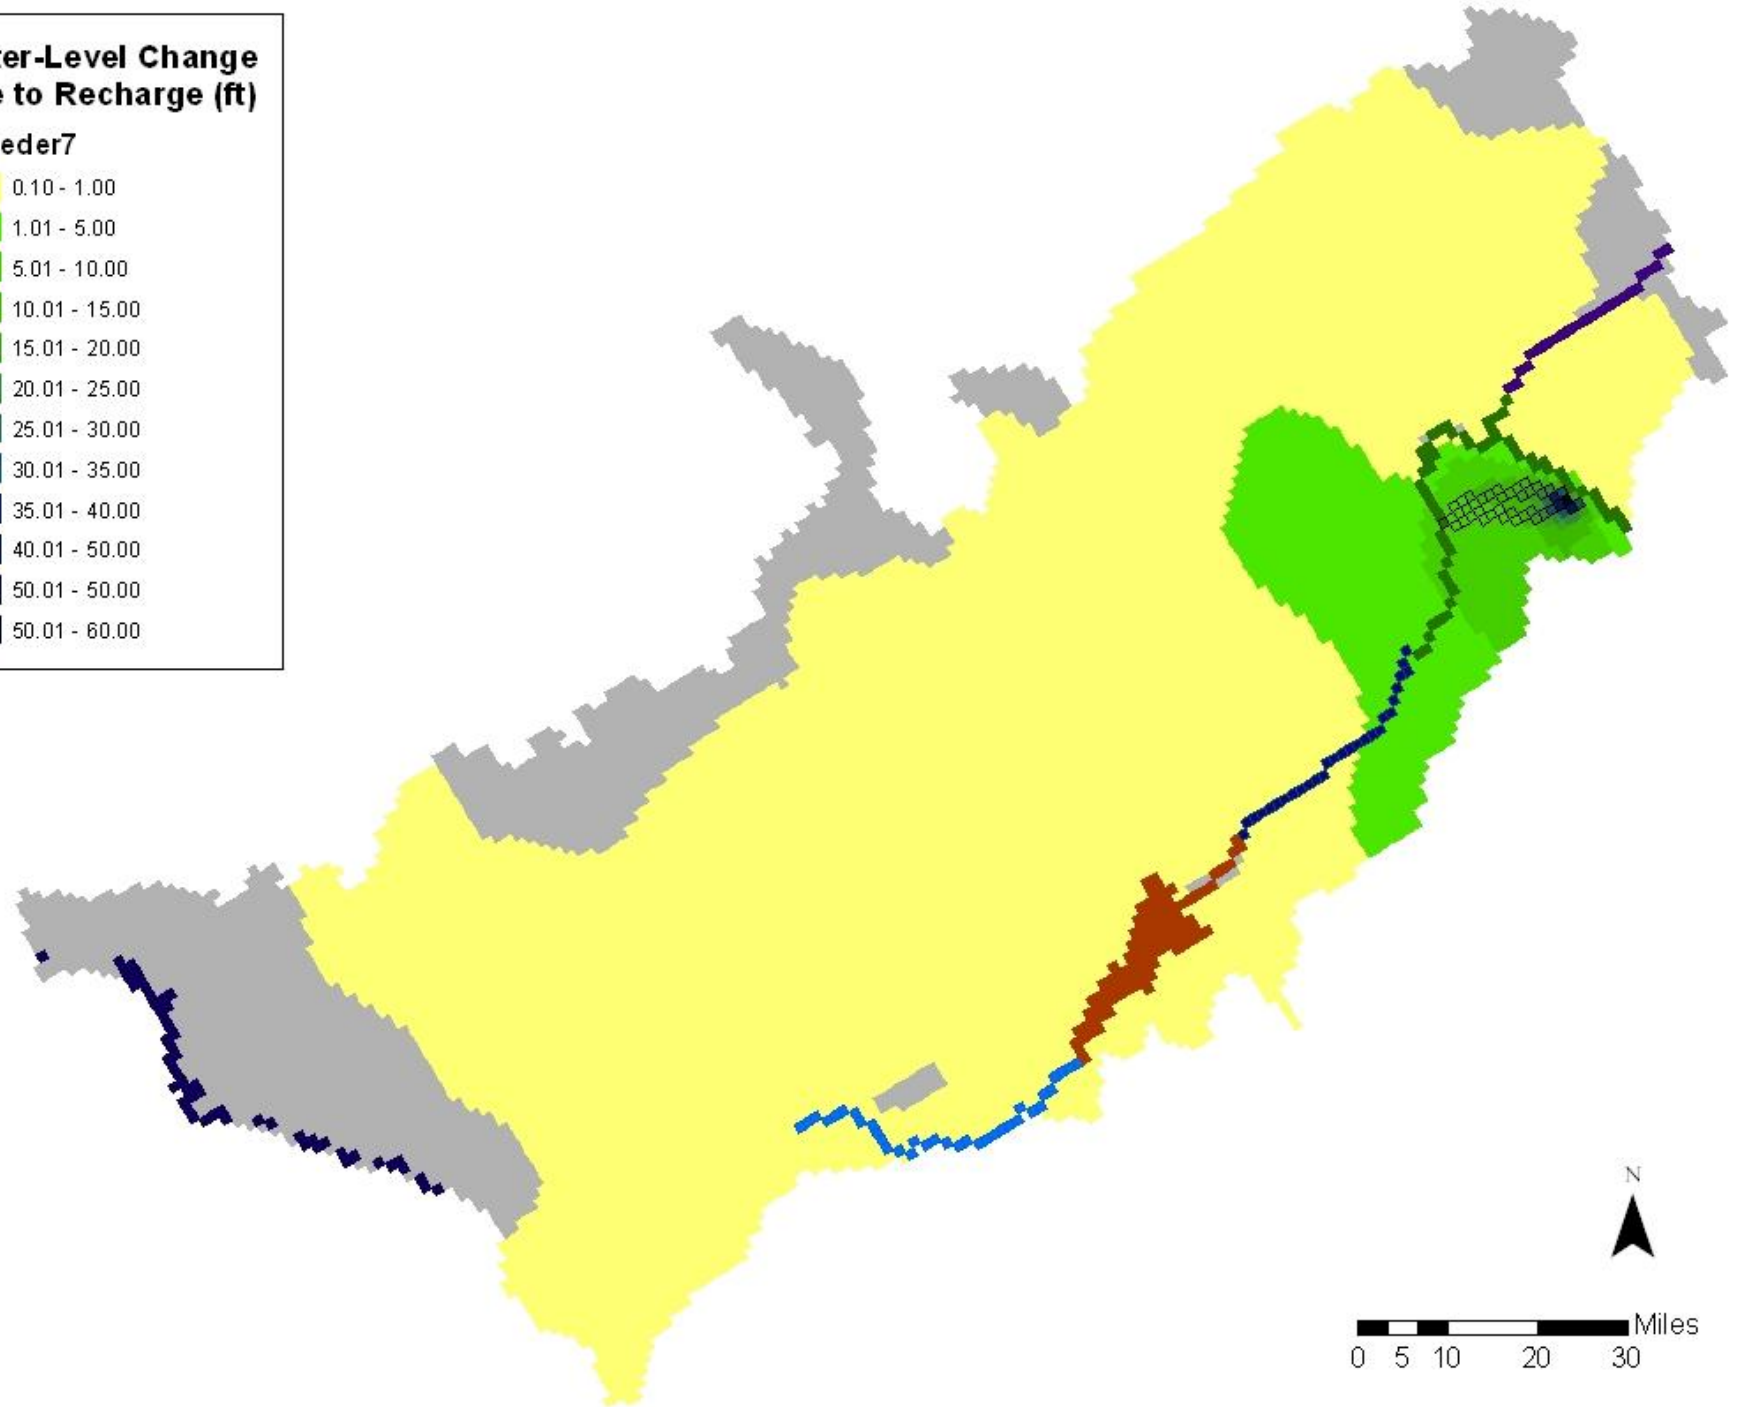 ter-Level Change
e to Recharge (ft)
eder7
0.10 - 1.00
1.01 - 5.00
5.01 - 10.00
10.01 - 15.00
15.01 - 20.00
20.01 - 25.00
25.01 - 30.00
30.01 - 35.00
35.01 - 40.00
40.01 - 50.00
50.01 - 50.00
50.01 - 60.00
N
Miles
0 5 10 20 30